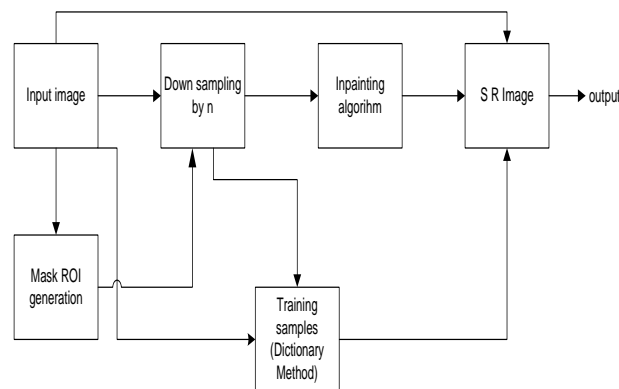 Input image
Down sampling
by n
Inpainting
algorihm
S R Image
output
Mask ROI
generation
Training
samples
(Dictionary
Method)